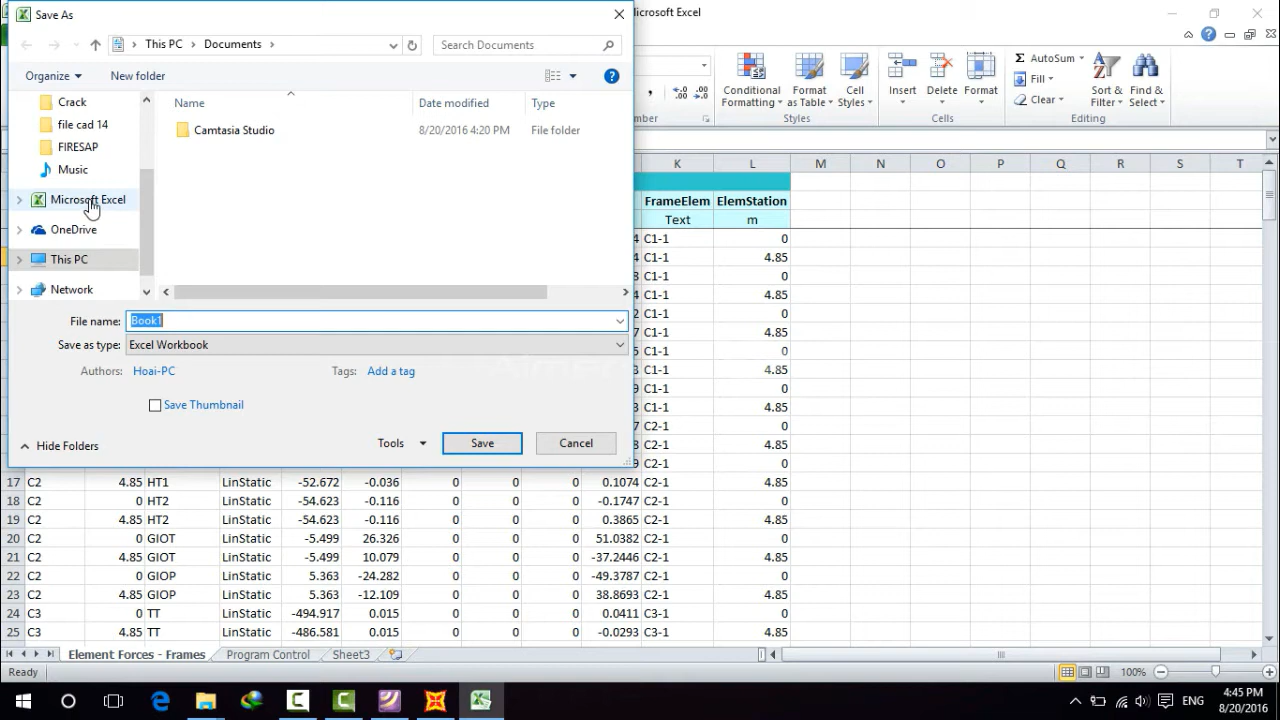 Save As
Microsoft Excel
This PC
Documents
Search Documents
Organize
New folder
Crack
file cad 14
FIRESAP
Music
Microsoft Excel
OneDrive
This PC
Network
Name
Date modified
Type
Camtasia Studio
8/20/2016 4:20 PM
File folder
File name:
Book1
Save as type:
Excel Workbook
Authors:
Hoai-PC
Tags:
Add a tag
Save Thumbnail
Hide Folders
Tools
Save
Cancel
Conditional Formatting
Format as Table
Cell Styles
Insert
Delete
Format
Σ AutoSum
Fill
Clear
Sort & Filter
Find & Select
mber
Styles
Cells
Editing
K L M N O P Q R S T
FrameElem ElemStation
Text m
4 C1-1 0
4 C1-1 4.85
8 C1-1 0
4 C1-1 4.85
2 C1-1 0
7 C1-1 4.85
5 C1-1 0
3 C1-1 4.85
9 C1-1 0
3 C1-1 4.85
7 C2-1 0
8 C2-1 4.85
9 C2-1 0
17 C2 4.85 HT1 LinStatic -52.672 -0.036 0 0 0 0.1074 C2-1 4.85
18 C2 0 HT2 LinStatic -54.623 -0.116 0 0 0 -0.1747 C2-1 0
19 C2 4.85 HT2 LinStatic -54.623 -0.116 0 0 0 0.3865 C2-1 4.85
20 C2 0 GIOT LinStatic -5.499 26.326 0 0 0 51.0382 C2-1 0
21 C2 4.85 GIOT LinStatic -5.499 10.079 0 0 0 -37.2446 C2-1 4.85
22 C2 0 GIOP LinStatic 5.363 -24.282 0 0 0 -49.3787 C2-1 0
23 C2 4.85 GIOP LinStatic 5.363 -12.109 0 0 0 38.8693 C2-1 4.85
24 C3 0 TT LinStatic -494.917 0.015 0 0 0 0.0411 C3-1 0
25 C3 4.85 TT LinStatic -486.581 0.015 0 0 0 -0.0293 C3-1 4.85
Element Forces - Frames
Program Control
Sheet3
Ready
100%
ENG
4:45 PM
8/20/2016